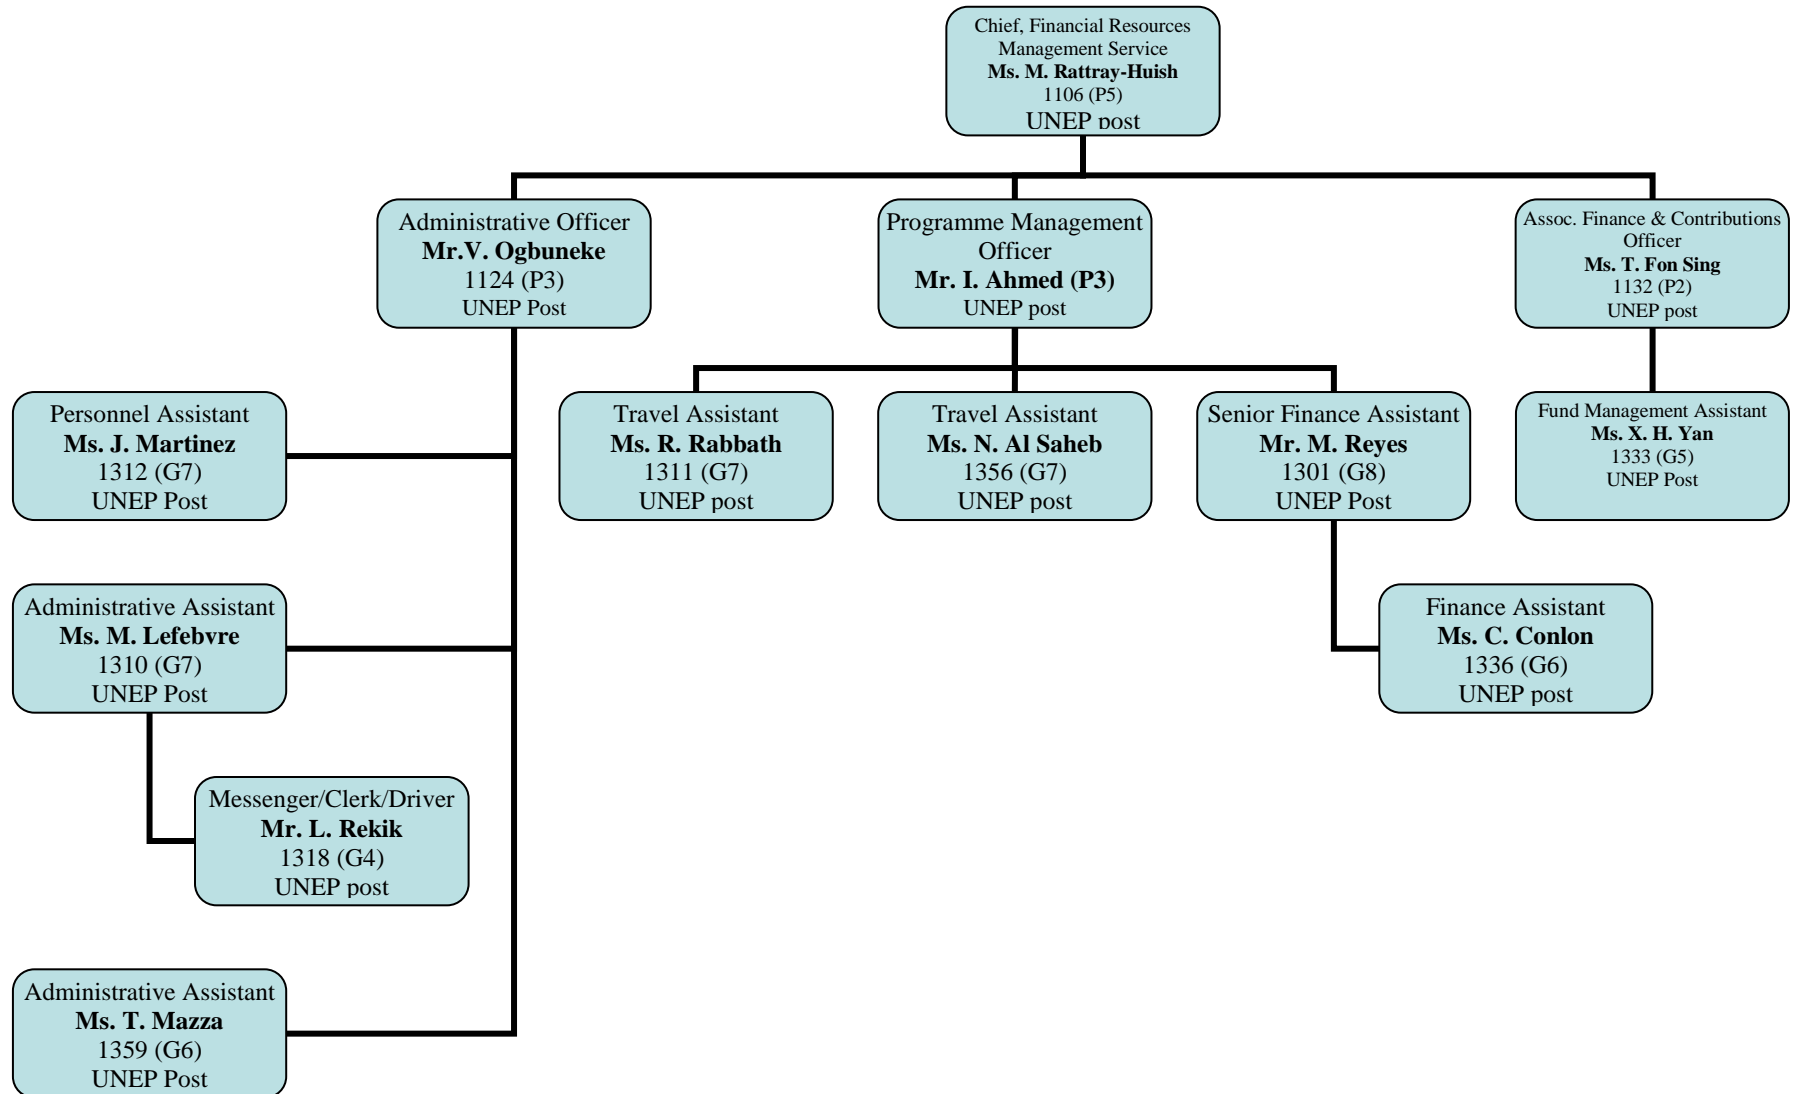 Chief, Financial Resources
Management Service
Ms. M. Rattray-Huish
1106 (P5)
UNEP post
Administrative Officer
Mr.V. Ogbuneke
1124 (P3)
UNEP Post
Programme Management
Officer
Mr. I. Ahmed (P3)
UNEP post
Assoc. Finance & Contributions
Officer
Ms. T. Fon Sing
1132 (P2)
UNEP post
Personnel Assistant
Ms. J. Martinez
1312 (G7)
UNEP Post
Travel Assistant
Ms. R. Rabbath
1311 (G7)
UNEP post
Travel Assistant
Ms. N. Al Saheb
1356 (G7)
UNEP post
Senior Finance Assistant
Mr. M. Reyes
1301 (G8)
UNEP Post
Fund Management Assistant
Ms. X. H. Yan
1333 (G5)
UNEP Post
Administrative Assistant
Ms. M. Lefebvre
1310 (G7)
UNEP Post
Finance Assistant
Ms. C. Conlon
1336 (G6)
UNEP post
Messenger/Clerk/Driver
Mr. L. Rekik
1318 (G4)
UNEP post
Administrative Assistant
Ms. T. Mazza
1359 (G6)
UNEP Post